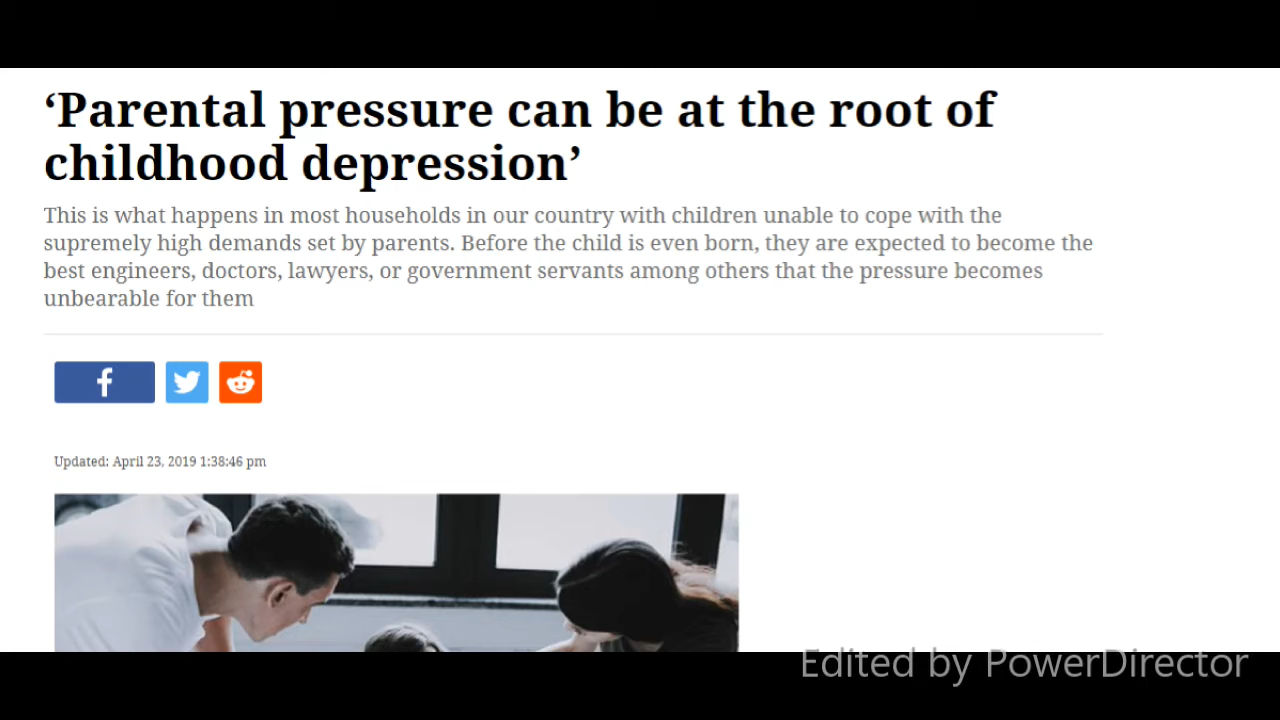 ‘Parental pressure can be at the root of
childhood depression’
This is what happens in most households in our country with children unable to cope with the
supremely high demands set by parents. Before the child is even born, they are expected to become the
best engineers, doctors, lawyers, or government servants among others that the pressure becomes
unbearable for them
Updated: April 23, 2019 1:38:46 pm
Edited by PowerDirector